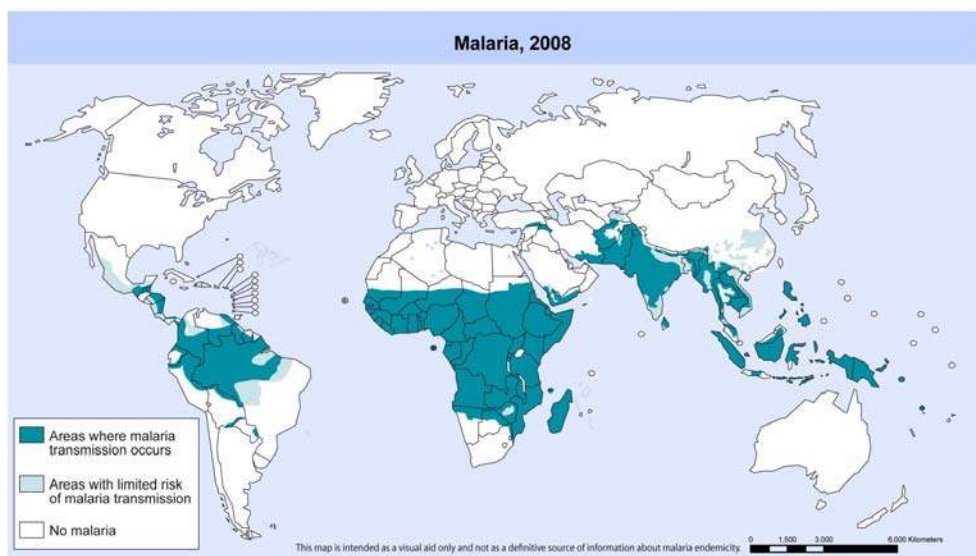 Malaria, 2008
Areas where malaria
transmission occurs
Areas with limited risk
of malaria transmission
No malaria
This map is intended as a visual aid only and not as a definitive source of information about malaria endemicity.
0 1,500 3,000 6,000 Kilometers